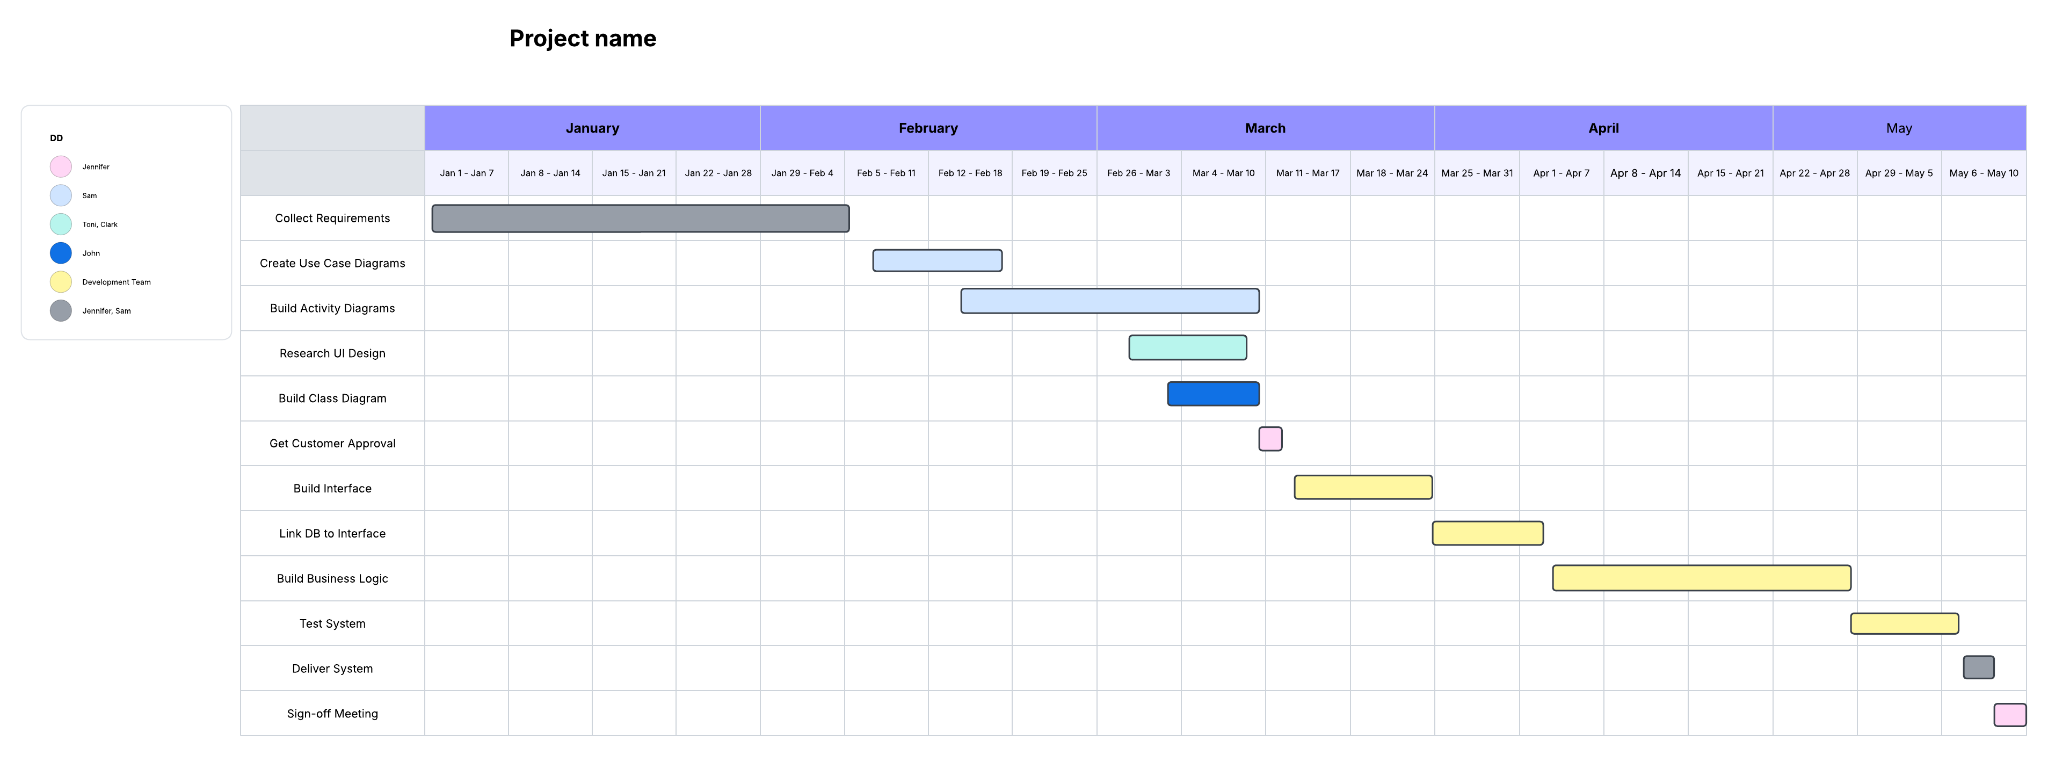 Project name
DD
Jennifer
Sam
Toni, Clark
John
Development Team
Jennifer, Sam
January February March April May
Jan 1 - Jan 7 Jan 8 - Jan 14 Jan 15 - Jan 21 Jan 22 - Jan 28 Jan 29 - Feb 4 Feb 5 - Feb 11 Feb 12 - Feb 18 Feb 19 - Feb 25 Feb 26 - Mar 3 Mar 4 - Mar 10 Mar 11 - Mar 17 Mar 18 - Mar 24 Mar 25 - Mar 31 Apr 1 - Apr 7 Apr 8 - Apr 14 Apr 15 - Apr 21 Apr 22 - Apr 28 Apr 29 - May 5 May 6 - May 10
Collect Requirements
Create Use Case Diagrams
Build Activity Diagrams
Research UI Design
Build Class Diagram
Get Customer Approval
Build Interface
Link DB to Interface
Build Business Logic
Test System
Deliver System
Sign-off Meeting